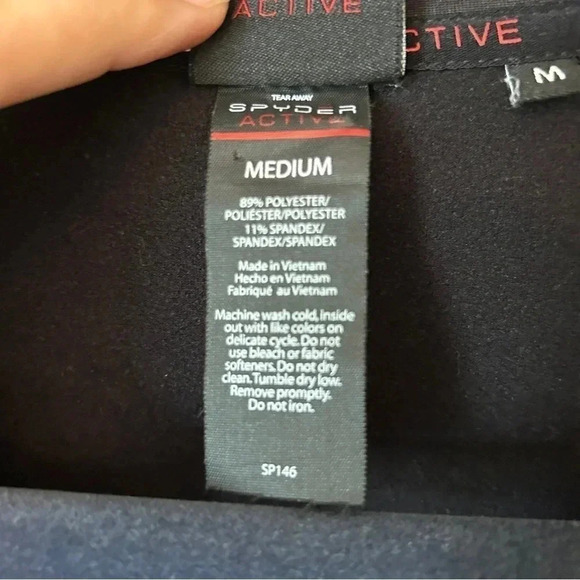 ACTIVE
CTIVE
M
TEAR AWAY
SPYDER
ACTIVE
MEDIUM
89% POLYESTER/
POLIÉSTER/POLYESTER
11% SPANDEX/
SPANDEX/SPANDEX
Made in Vietnam
Hecho en Vietnam
Fabriqué au Vietnam
Machine wash cold, inside
out with like colors on
delicate cycle. Do not
use bleach or fabric
softeners. Do not dry
clean. Tumble dry low.
Remove promptly.
Do not iron.
SP146